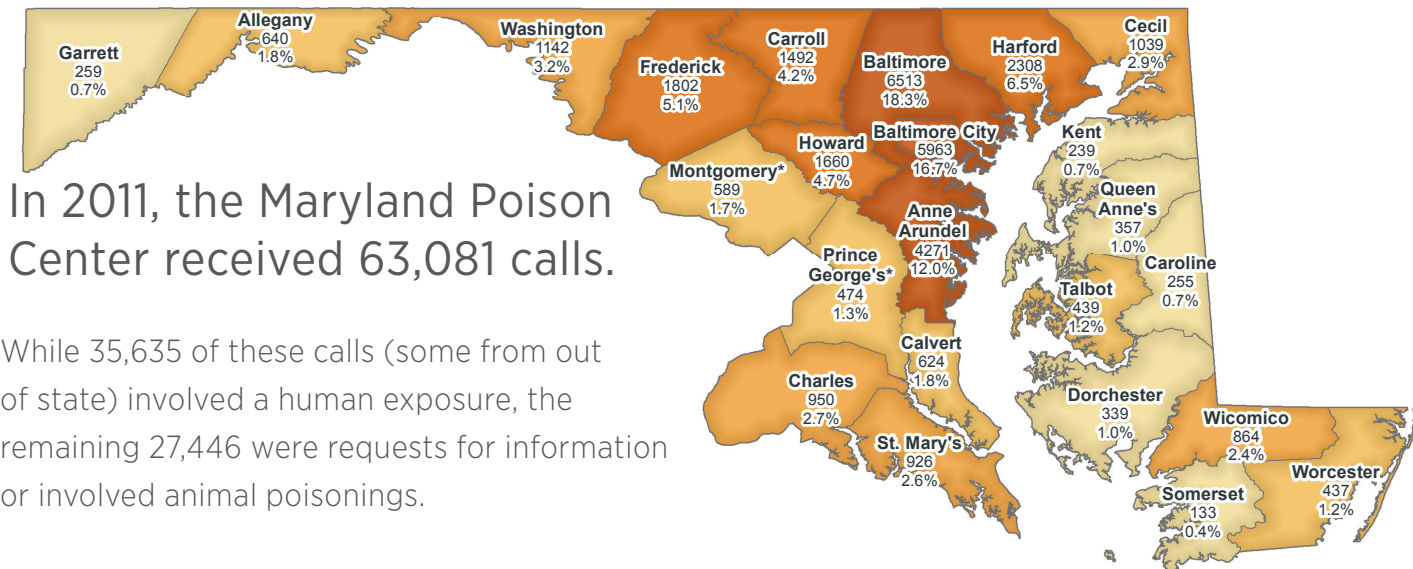 Garrett
259
0.7%
Allegany
640
1.8%
Washington
1142
3.2%
Frederick
1802
5.1%
Carroll
1492
4.2%
Baltimore
6513
18.3%
Harford
2308
6.5%
Cecil
1039
2.9%
Howard
1660
4.7%
Baltimore City
5963
16.7%
Kent
239
0.7%
Montgomery*
589
1.7%
Queen
Anne's
357
1.0%
Anne
Arundel
4271
12.0%
Prince
George's*
474
1.3%
Caroline
255
0.7%
Talbot
439
1.2%
Calvert
624
1.8%
Charles
950
2.7%
Dorchester
339
1.0%
St. Mary's
926
2.6%
Wicomico
864
2.4%
Worcester
437
1.2%
Somerset
133
0.4%
In 2011, the Maryland Poison
Center received 63,081 calls.
While 35,635 of these calls (some from out
of state) involved a human exposure, the
remaining 27,446 were requests for information
or involved animal poisonings.